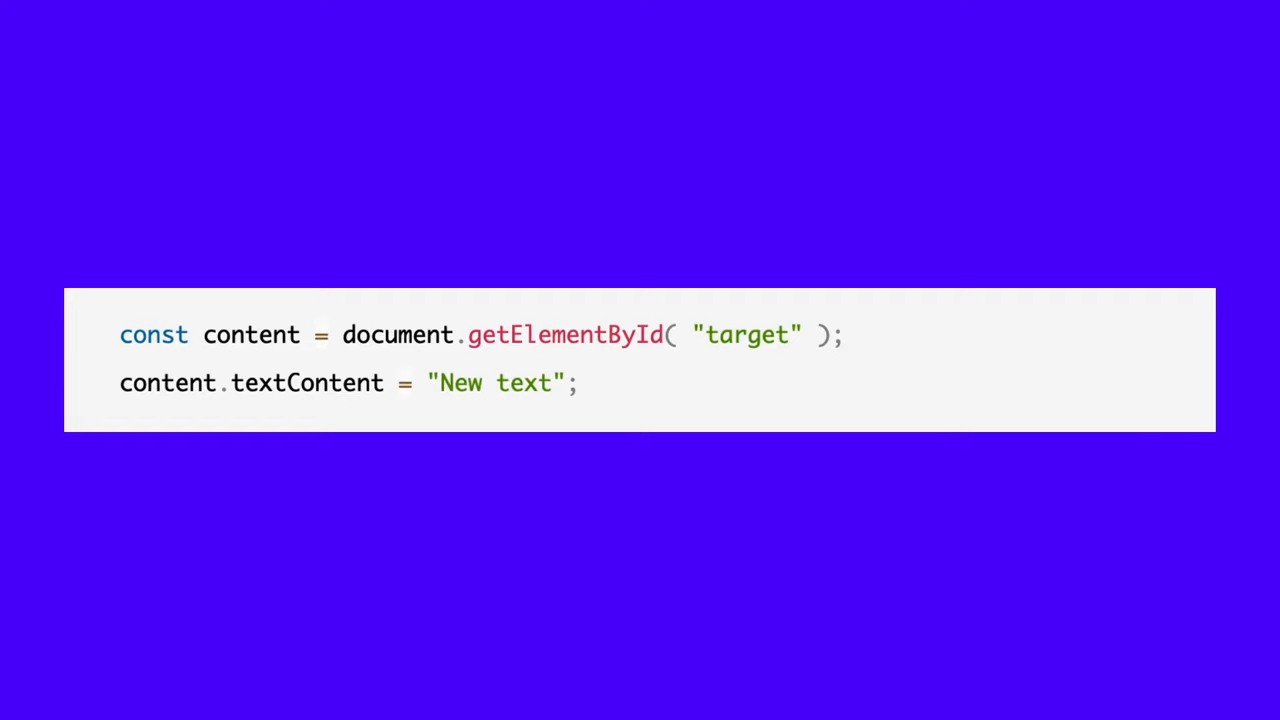 const content = document.getElementById( "target" );
content.textContent = "New text";